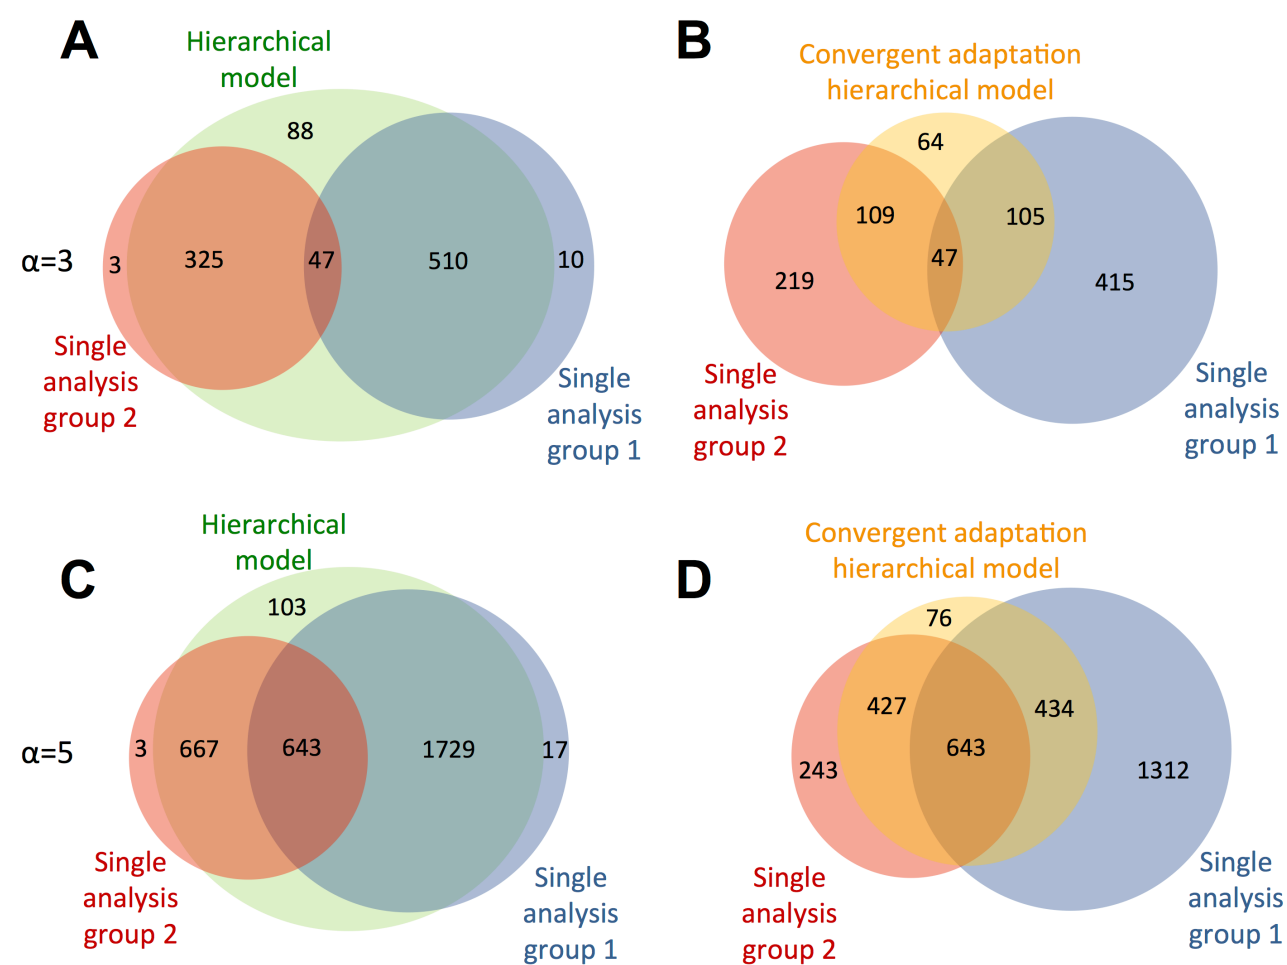 A
Hierarchical
model
88
α=3
3
325
47
510
10
Single
analysis
group 2
Single
analysis
group 1
B
Convergent adaptation
hierarchical model
64
109
105
47
219
415
Single
analysis
group 2
Single
analysis
group 1
C
Hierarchical
model
103
α=5
3
667
643
1729
17
Single
analysis
group 2
Single
analysis
group 1
D
Convergent adaptation
hierarchical model
76
427
434
643
243
1312
Single
analysis
group 2
Single
analysis
group 1